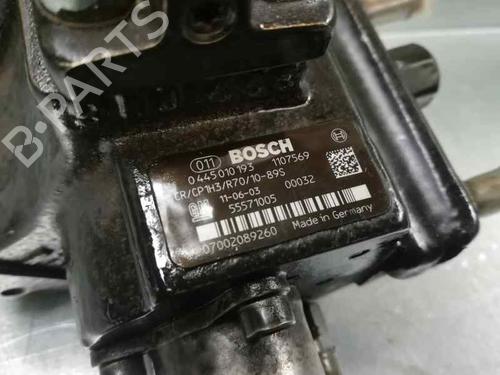 B-PARTS
011 BOSCH
0 445 010 193 1107569
CR/CP1H3/R70/10-89S
GM 11-06-03 00032
55571005
07002089260 Made in Germany